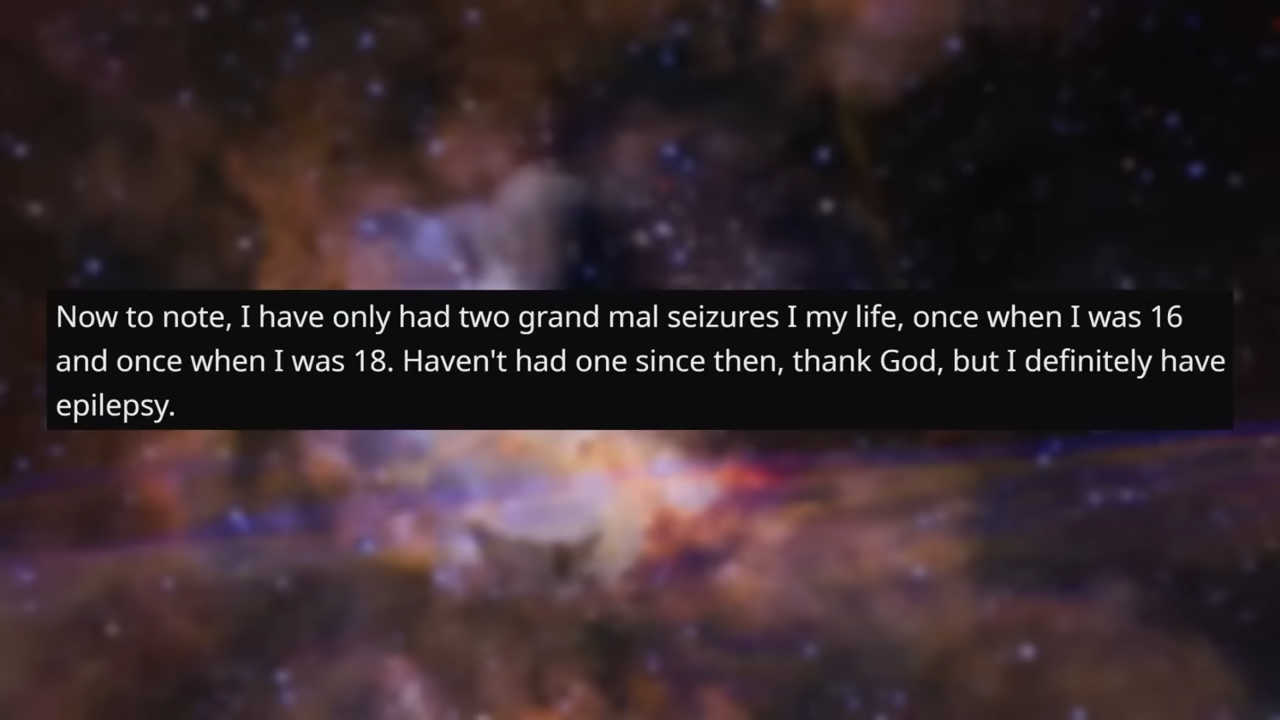 Now to note, I have only had two grand mal seizures I my life, once when I was 16
and once when I was 18. Haven't had one since then, thank God, but I definitely have
epilepsy.